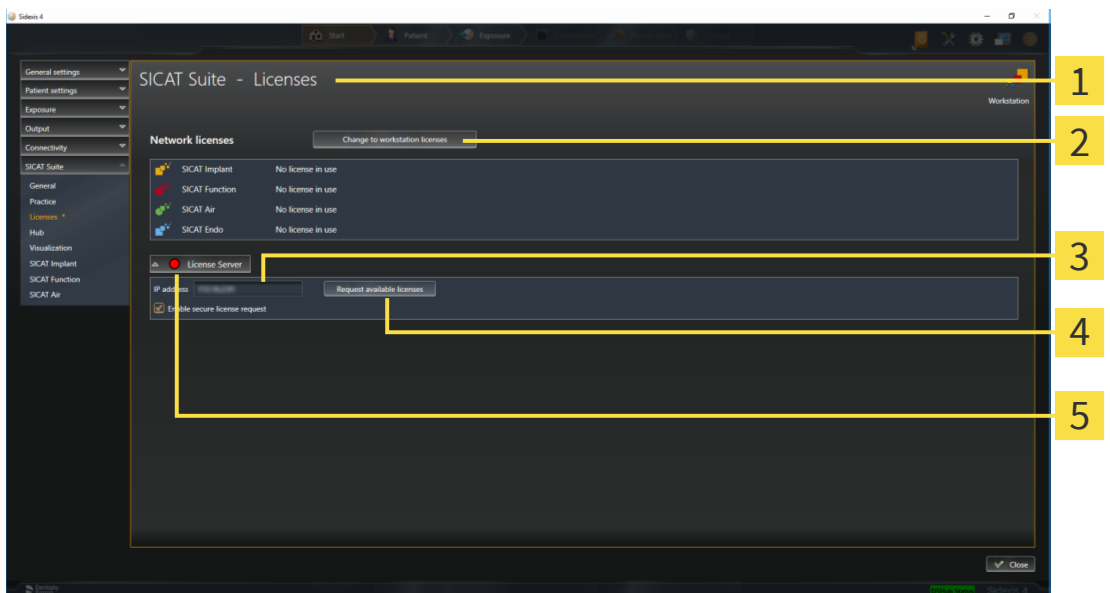 Sidexis 4
Start
Patient
Exposure
General settings
Patient settings
Exposure
Output
Connectivity
SICAT Suite
General
Practice
Licenses *
Hub
Visualization
SICAT Implant
SICAT Function
SICAT Air
SICAT Suite - Licenses
Workstation
Network licenses
Change to workstation licenses
SICAT Implant No license in use
SICAT Function No license in use
SICAT Air No license in use
SICAT Endo No license in use
License Server
IP address
Request available licenses
Enable secure license request
Close
Sidexis 4
1
2
3
4
5